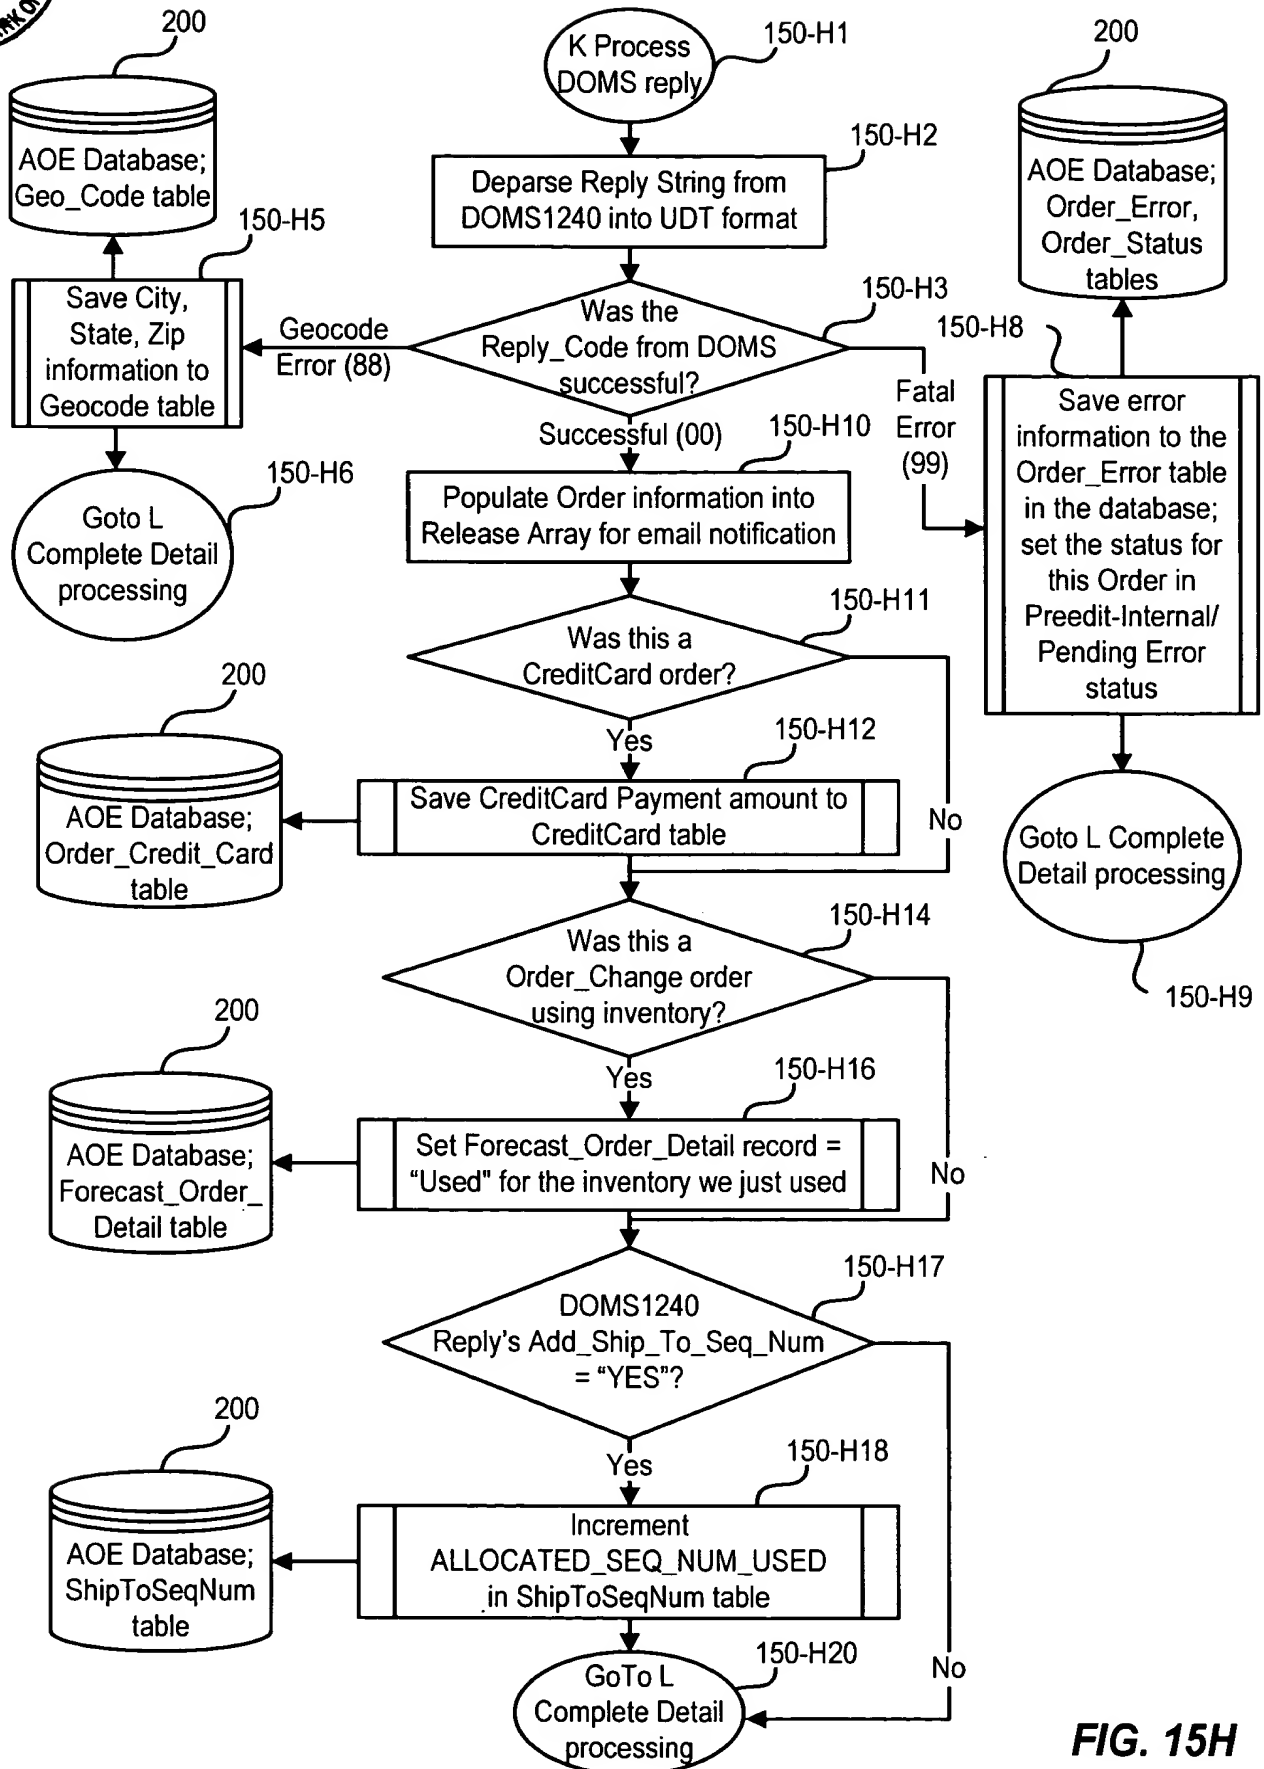 200
K Process
DOMS reply
150-H1
200
AOE Database;
Geo_Code table
150-H2
Deparse Reply String from
DOMS1240 into UDT format
AOE Database;
Order_Error,
Order_Status
tables
150-H5
Save City,
State, Zip
information to
Geocode table
Geocode
Error (88)
150-H3
Was the
Reply_Code from DOMS
successful?
150-H8
Fatal
Error
(99)
Save error
information to the
Order_Error table
in the database;
set the status for
this Order in
Preedit-Internal/
Pending Error
status
Successful (00)
150-H10
150-H6
Goto L
Complete Detail
processing
Populate Order information into
Release Array for email notification
150-H11
Was this a
CreditCard order?
200
Yes
150-H12
AOE Database;
Order_Credit_Card
table
Save CreditCard Payment amount to
CreditCard table
No
Goto L Complete
Detail processing
150-H9
150-H14
Was this a
Order_Change order
using inventory?
200
Yes
150-H16
AOE Database;
Forecast_Order_
Detail table
Set Forecast_Order_Detail record =
“Used" for the inventory we just used
No
150-H17
DOMS1240
Reply's Add_Ship_To_Seq_Num
= “YES”?
200
Yes
150-H18
AOE Database;
ShipToSeqNum
table
Increment
ALLOCATED_SEQ_NUM_USED
in ShipToSeqNum table
150-H20
No
GoTo L
Complete Detail
processing
FIG. 15H